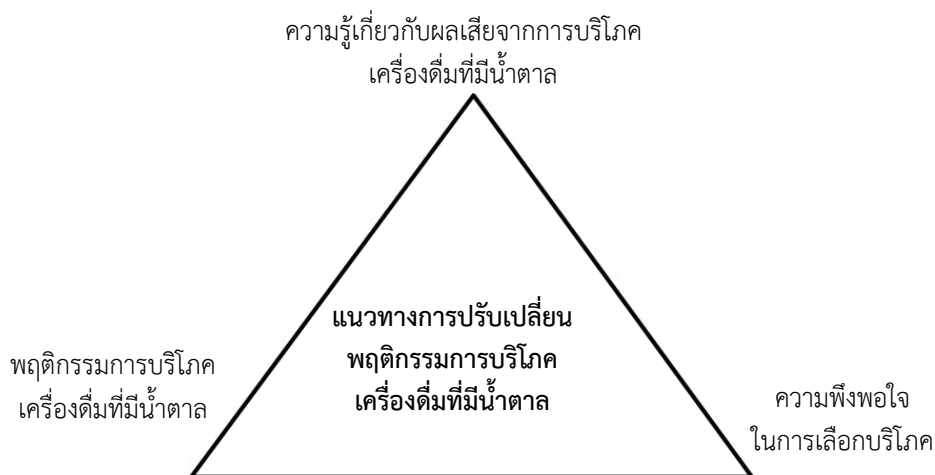 ความรู้เกี่ยวกับผลเสียจากการบริโภค
เครื่องดื่มที่มีน้ำตาล
แนวทางการปรับเปลี่ยน
พฤติกรรมการบริโภค
เครื่องดื่มที่มีน้ำตาล
พฤติกรรมการบริโภค
เครื่องดื่มที่มีน้ำตาล
ความพึงพอใจ
ในการเลือกบริโภค